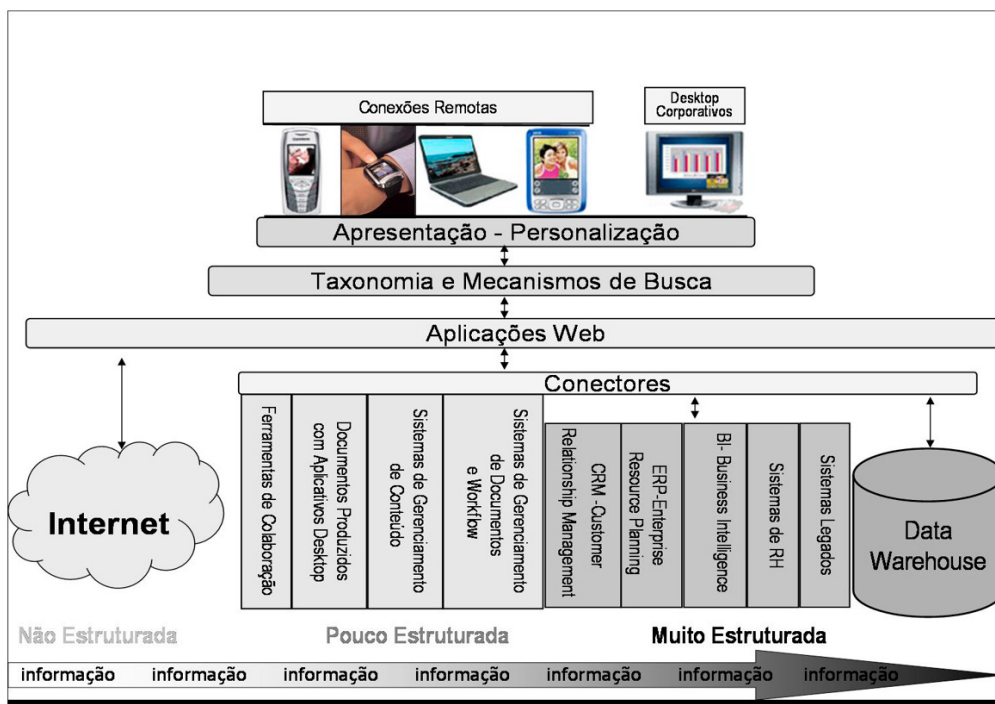 Conexões Remotas
Desktop
Corporativos
Apresentação - Personalização
Taxonomia e Mecanismos de Busca
Aplicações Web
Conectores
Internet
Ferramentas de Colaboração
Documentos Produzidos
com Aplicativos Desktop
Sistemas de Gerenciamento
de Conteúdo
Sistemas de Gerenciamento
de Documentos
e Workflow
CRM -Customer
Relationship Management
ERP-Enterprise
Resource Planning
BI- Business Intelligence
Sistemas de RH
Sistemas Legados
Data
Warehouse
Não Estruturada
Pouco Estruturada
Muito Estruturada
informação informação informação informação informação informação informação